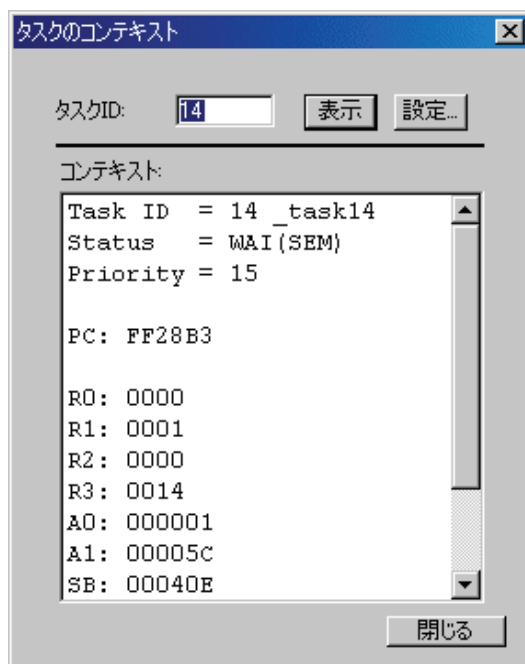 タスクのコンテキスト
タスクID: 14 表示 設定...
コンテキスト:
Task ID = 14 _task14
Status = WAI(SEM)
Priority = 15
PC: FF28B3
R0: 0000
R1: 0001
R2: 0000
R3: 0014
A0: 000001
A1: 00005C
SB: 00040E
閉じる